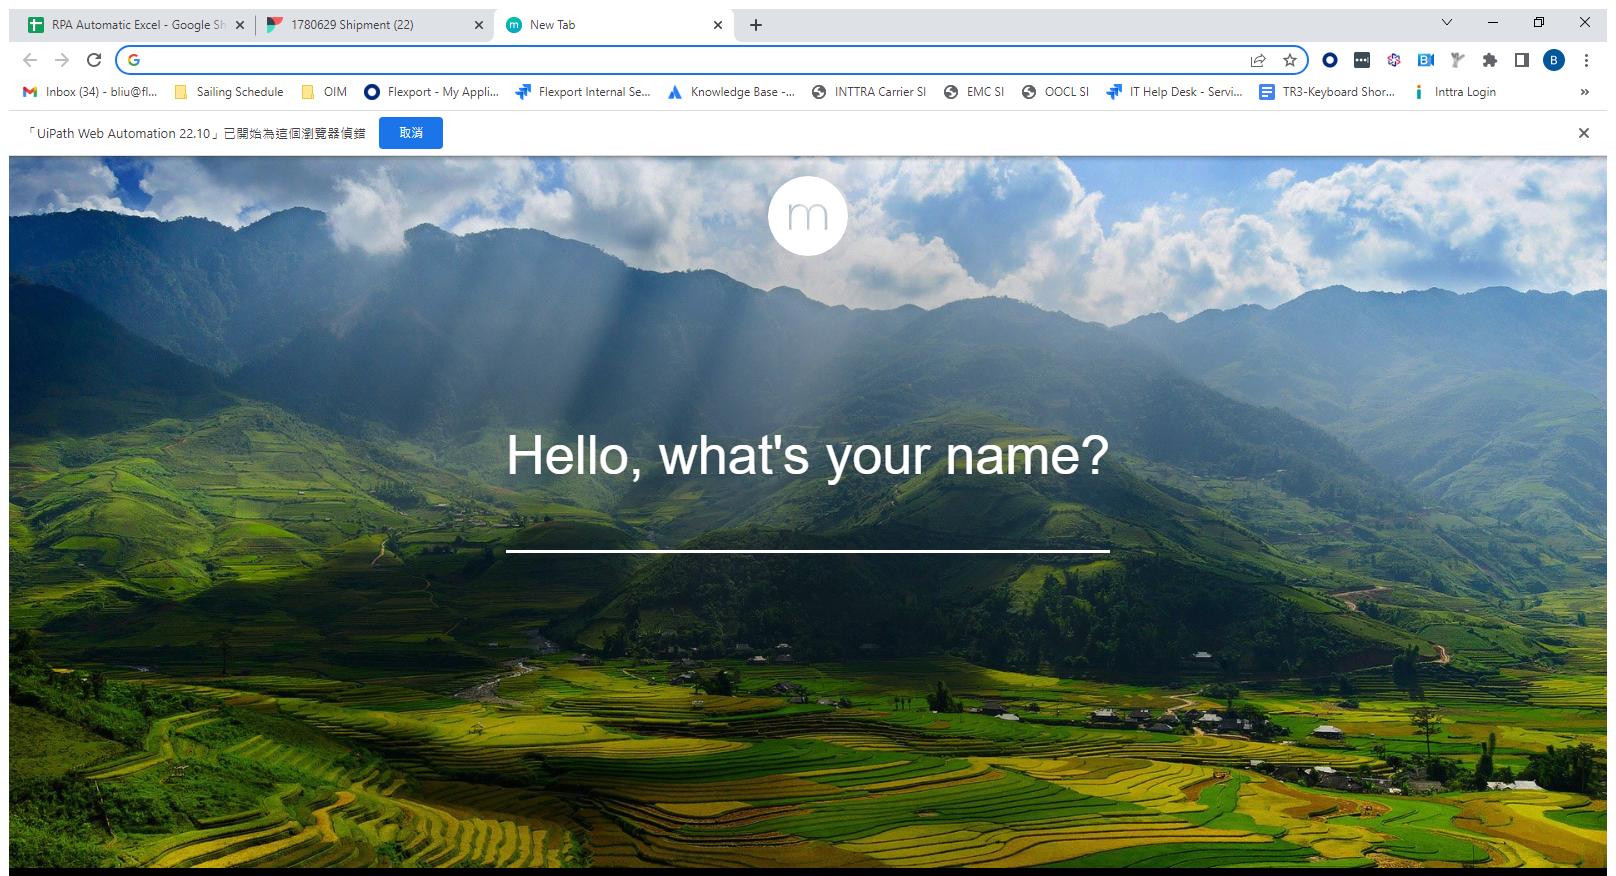 RPA Automatic Excel - Google Sh
1780629 Shipment (22)
m New Tab
G
B
Inbox (34) - bliu@fl...
Sailing Schedule
OIM
Flexport - My Appli...
Flexport Internal Se...
Knowledge Base -...
INTTRA Carrier SI
EMC SI
OOCL SI
IT Help Desk - Servi...
TR3-Keyboard Shor...
Inttra Login
»
「UiPath Web Automation 22.10」已開始為這個瀏覽器偵錯
取消
m
Hello, what's your name?